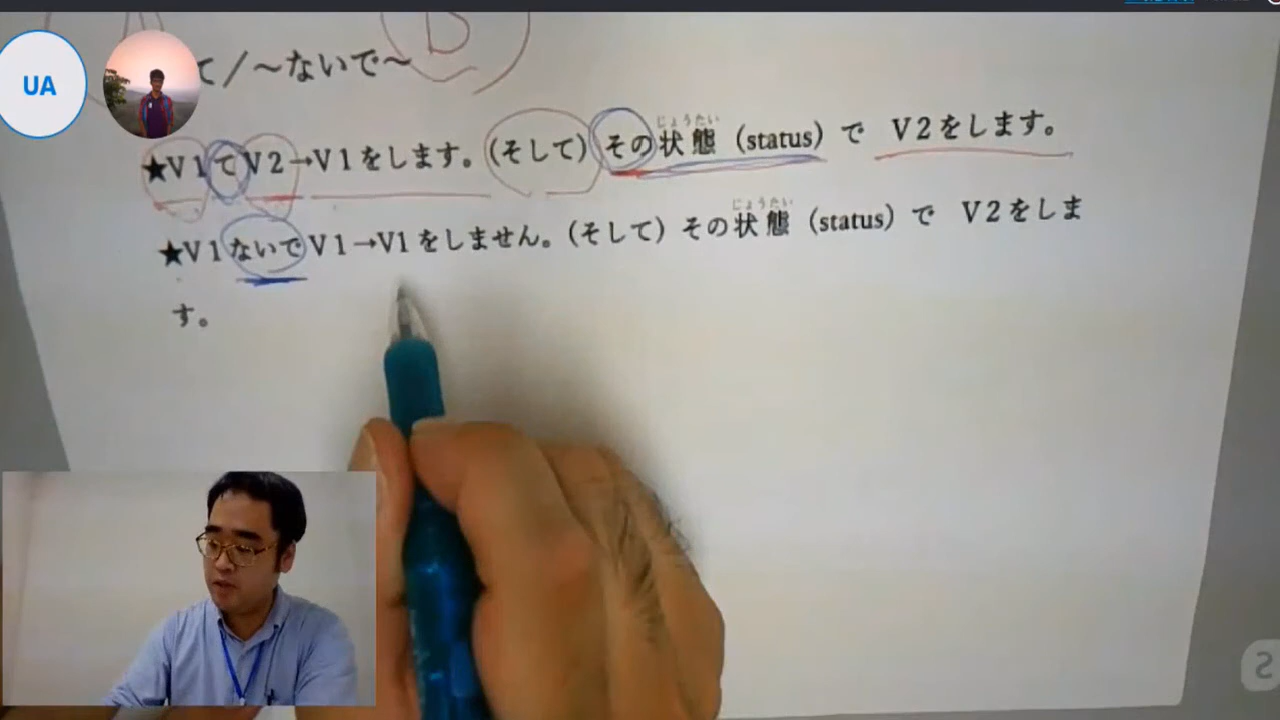 B
UA
て/～ないで～
★V1てV2→V1をします。(そして) その状態（status）で V2をします。
じょうたい
★V1ないでV1→V1をしません。(そして) その状態（status）で V2をしま
じょうたい
す。